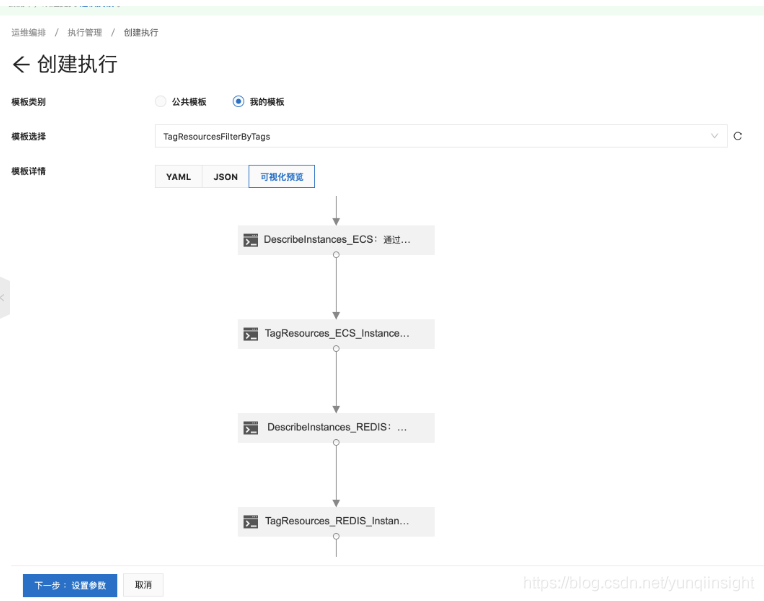 运维编排 / 执行管理 / 创建执行
← 创建执行
模板类别 公共模板 我的模板
模板选择 TagResourcesFilterByTags
模板详情 YAML JSON 可视化预览
DescribeInstances_ECS：通过...
TagResources_ECS_Instance...
DescribeInstances_REDIS：...
TagResources_REDIS_Instan...
下一步：设置参数 取消
https://blog.csdn.net/yunqiinsight